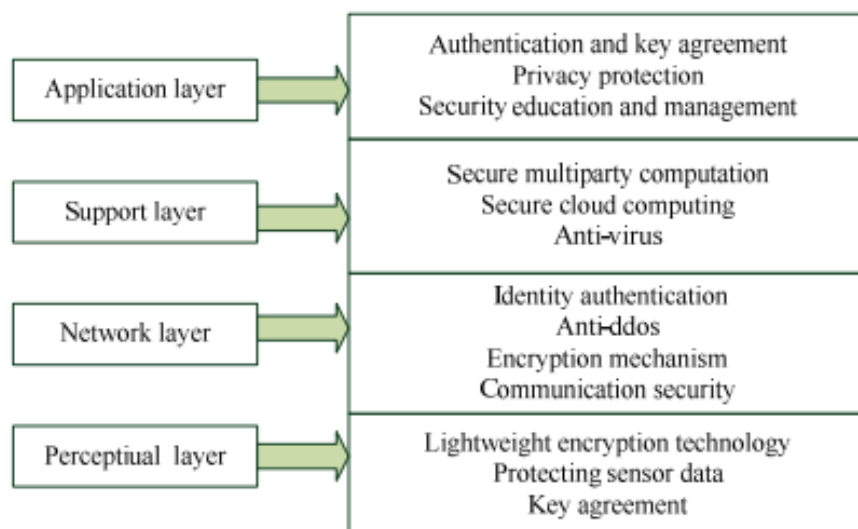 Application layer
Authentication and key agreement
Privacy protection
Security education and management
Support layer
Secure multiparty computation
Secure cloud computing
Anti-virus
Network layer
Identity authentication
Anti-ddos
Encryption mechanism
Communication security
Perceptiual layer
Lightweight encryption technology
Protecting sensor data
Key agreement